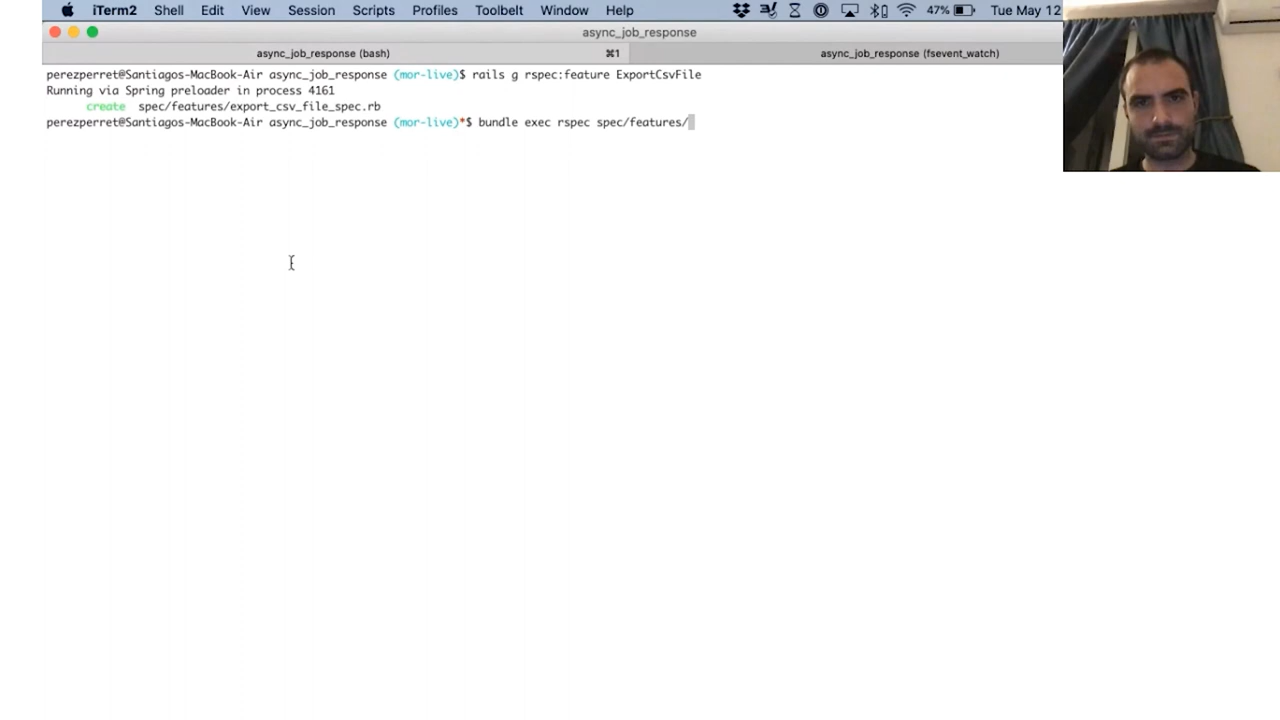 iTerm2 Shell Edit View Session Scripts Profiles Toolbelt Window Help 47% Tue May 12
async_job_response
async_job_response (bash) ⌘1 async_job_response (fsevent_watch)
perezperret@Santiagos-MacBook-Air async_job_response (mor-live)$ rails g rspec:feature ExportCsvFile
Running via Spring preloader in process 4161
create spec/features/export_csv_file_spec.rb
perezperret@Santiagos-MacBook-Air async_job_response (mor-live)*$ bundle exec rspec spec/features/